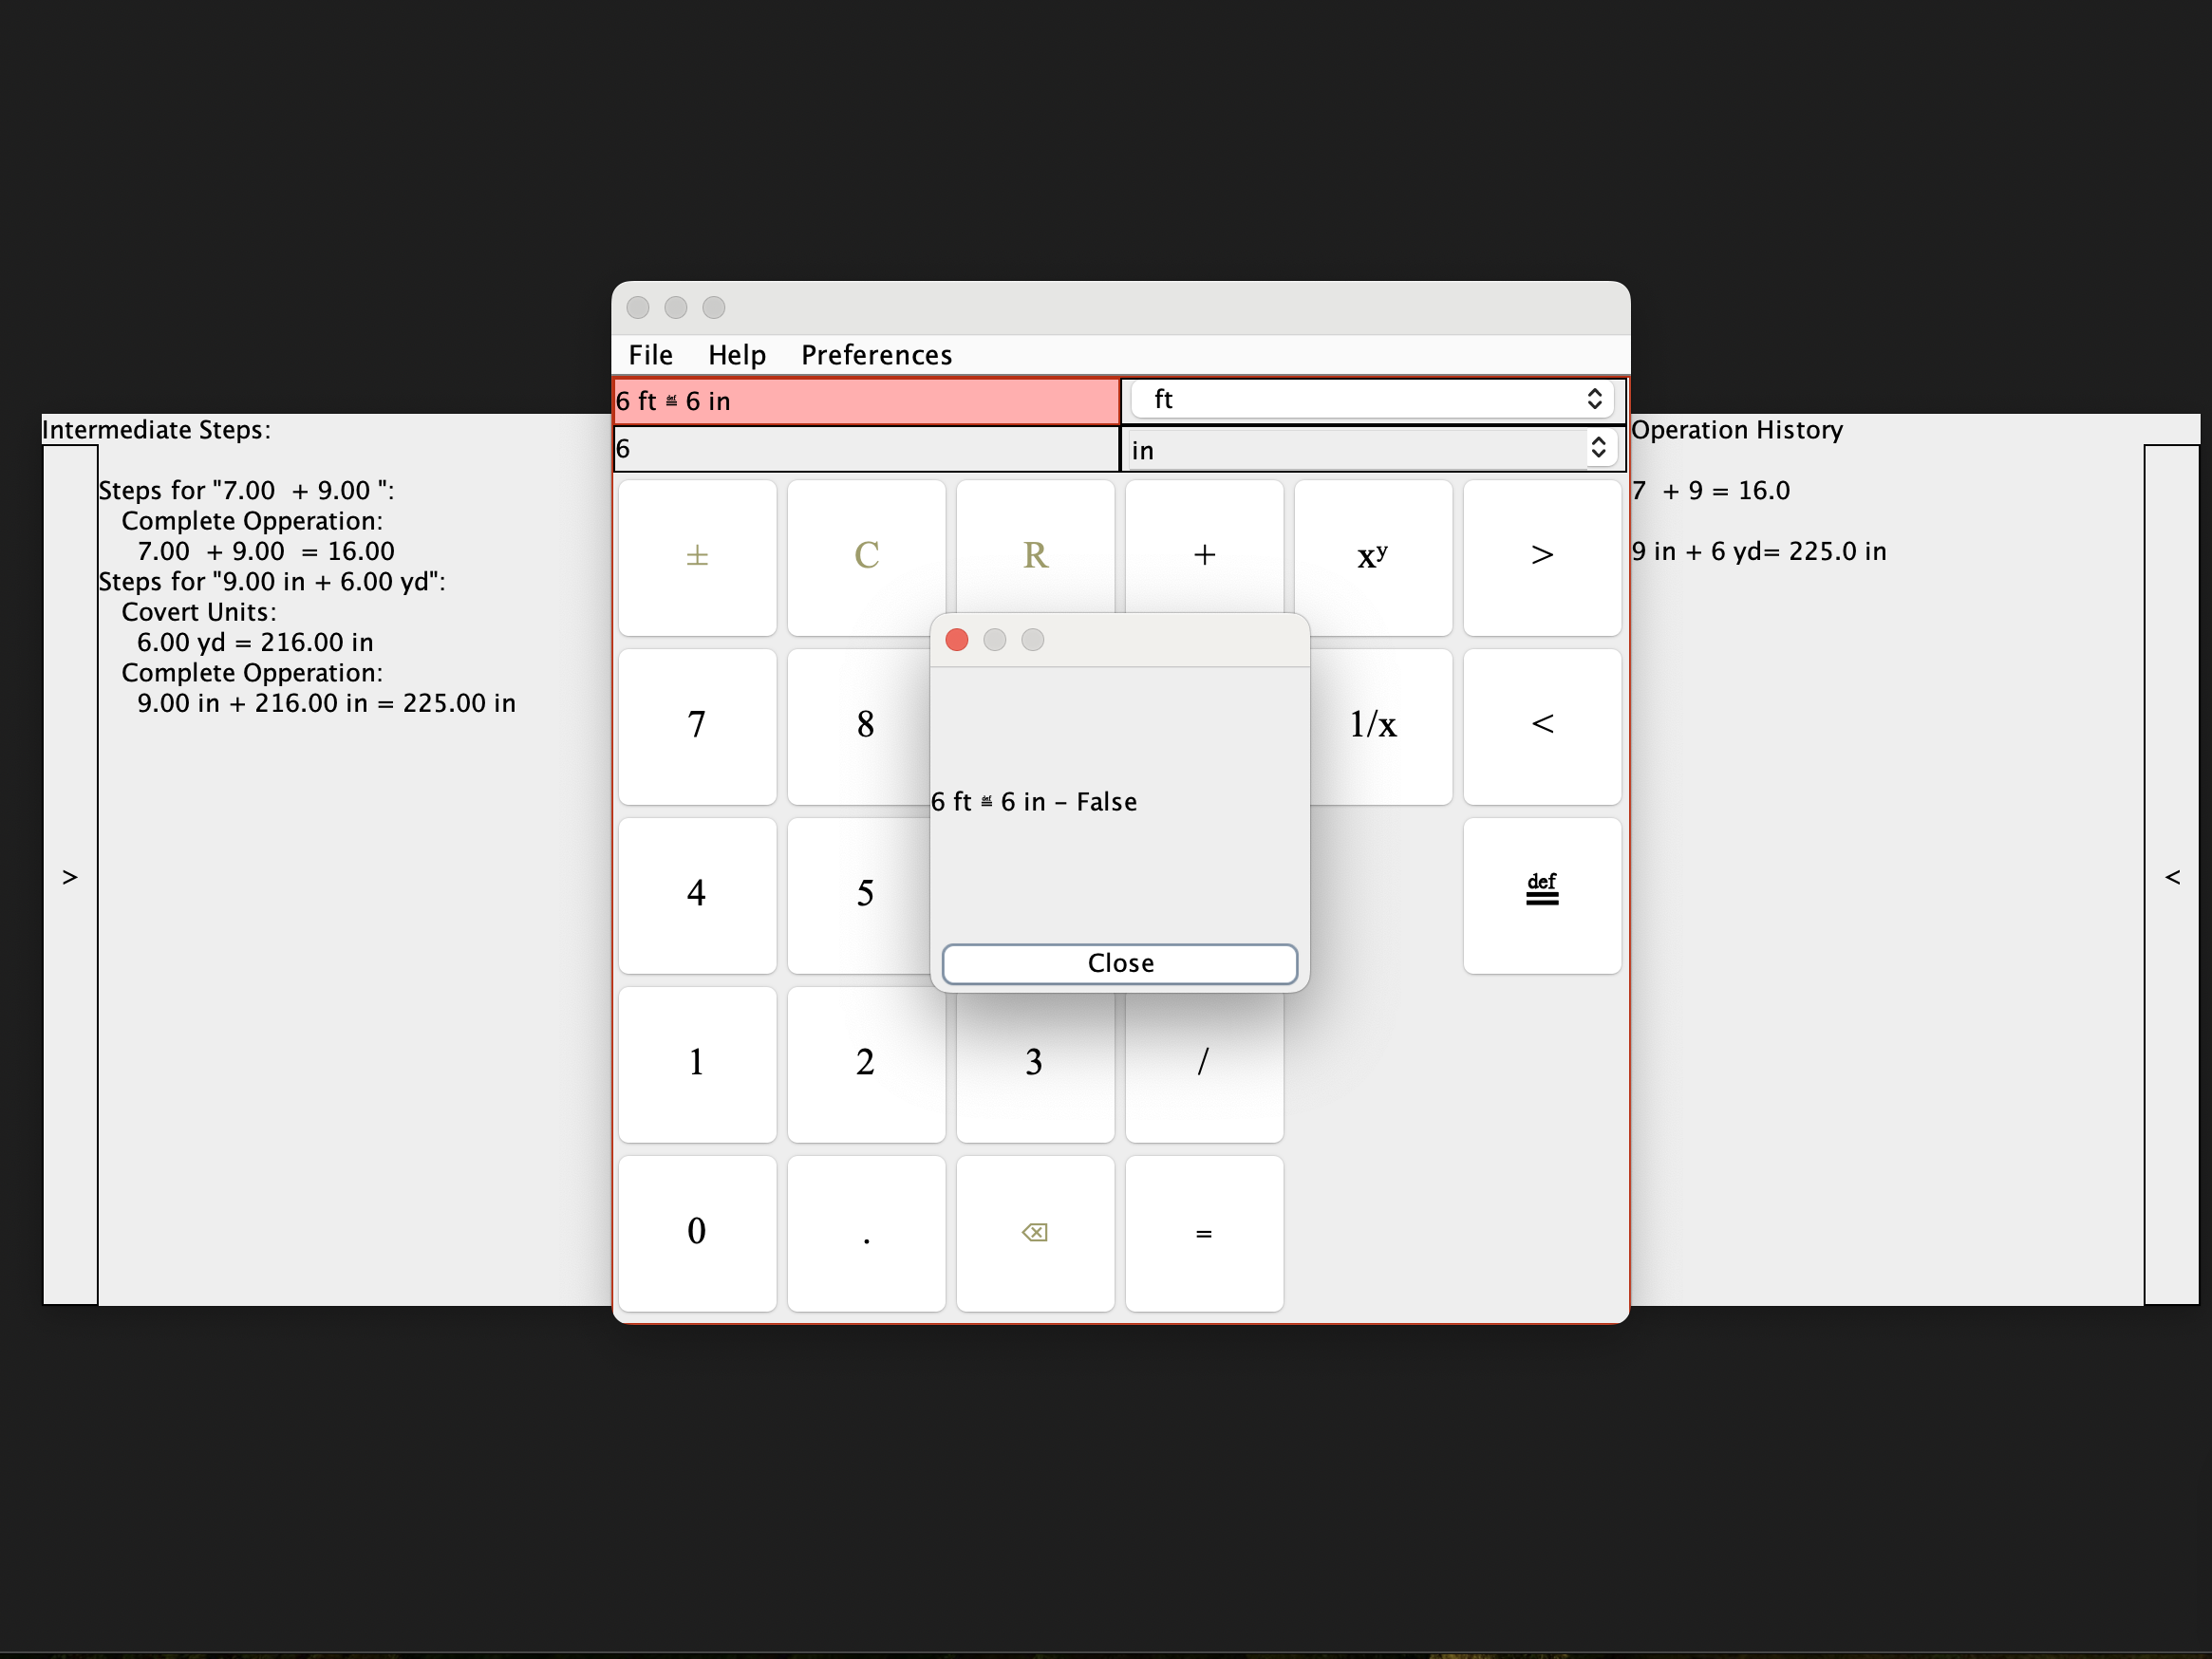 File Help Preferences
6 ft ≝ 6 in
ft
6
in
Intermediate Steps:
Steps for "7.00  + 9.00 ":
Complete Opperation:
7.00  + 9.00  = 16.00
Steps for "9.00 in + 6.00 yd":
Covert Units:
6.00 yd = 216.00 in
Complete Opperation:
9.00 in + 216.00 in = 225.00 in
>
± C R + xʸ >
7 8 1/x <
4 5 ≝
1 2 3 /
0 . ⌫ =
6 ft ≝ 6 in – False
Close
Operation History
7  + 9 = 16.0
9 in + 6 yd= 225.0 in
<